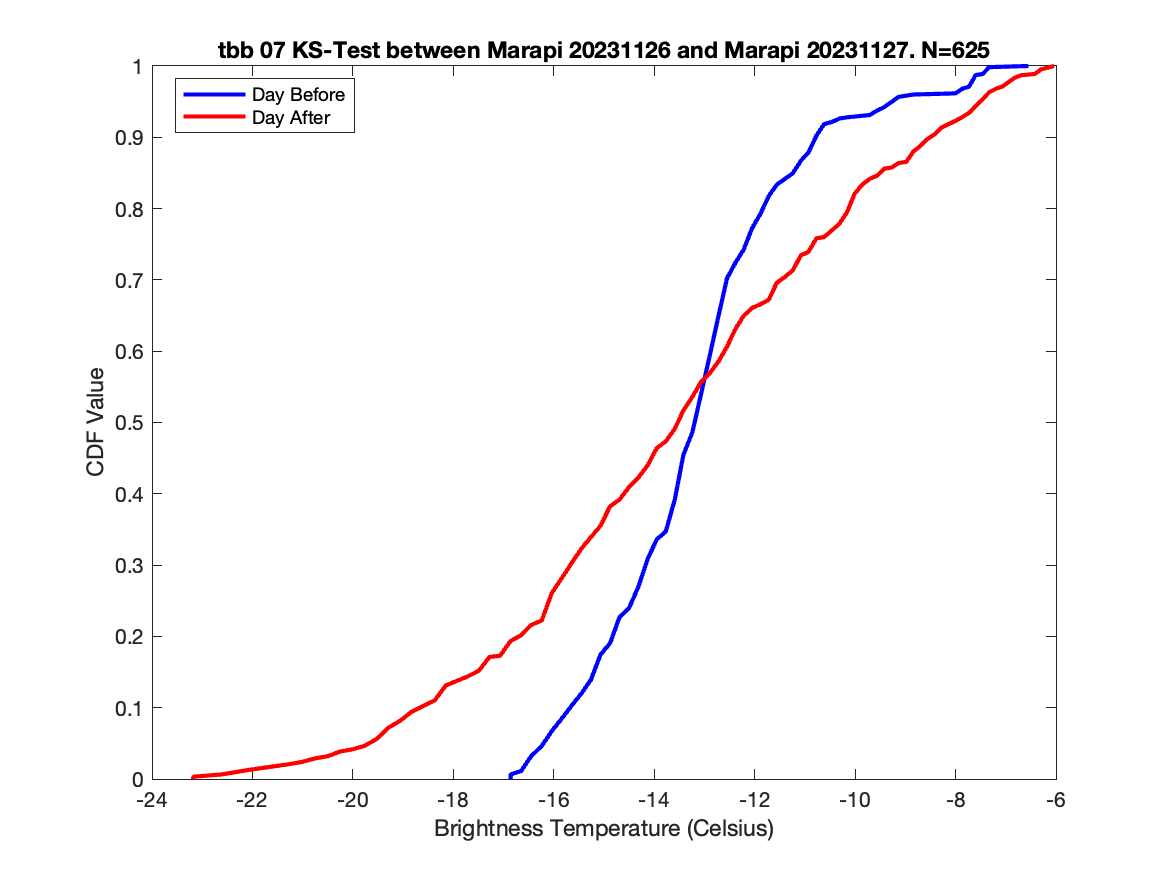 tbb 07 KS-Test between Marapi 20231126 and Marapi 20231127. N=625
Day Before
Day After
CDF Value
1
0.9
0.8
0.7
0.6
0.5
0.4
0.3
0.2
0.1
0
-24 -22 -20 -18 -16 -14 -12 -10 -8 -6
Brightness Temperature (Celsius)